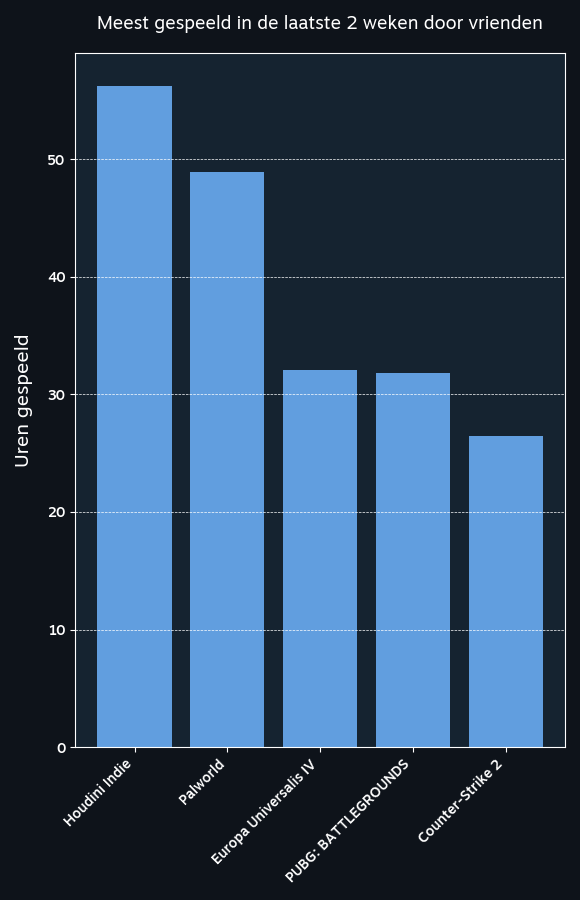 Meest gespeeld in de laatste 2 weken door vrienden
Uren gespeeld
50
40
30
20
10
0
Houdini Indie
Palworld
Europa Universalis IV
PUBG: BATTLEGROUNDS
Counter-Strike 2